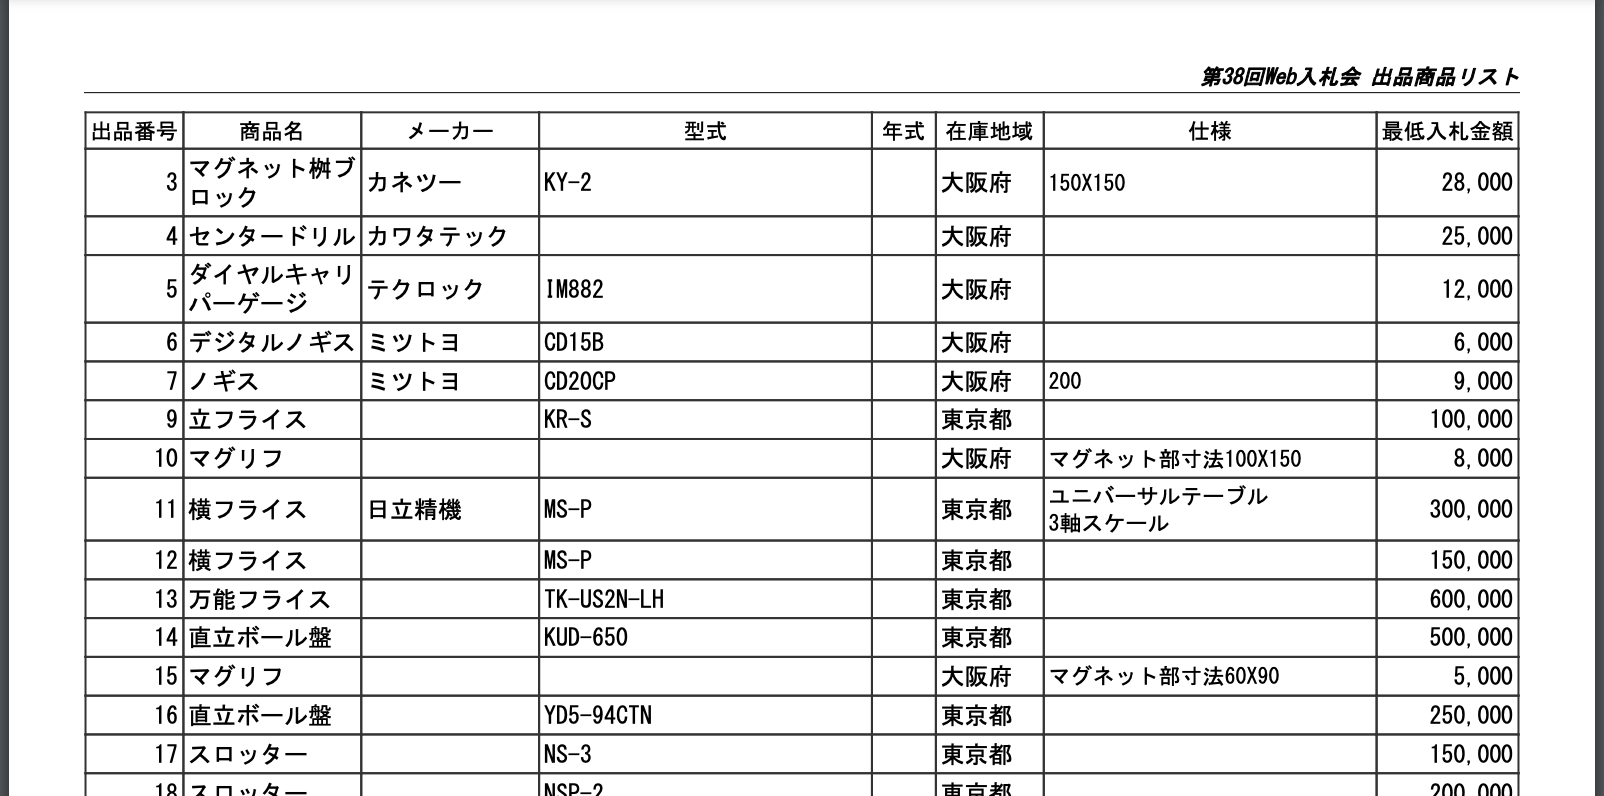 第38回Web入札会 出品商品リスト
出品番号 商品名 メーカー 型式 年式 在庫地域 仕様 最低入札金額
3 マグネット桝ブロック カネツー KY-2 大阪府 150X150 28,000
4 センタードリル カワタテック 大阪府 25,000
5 ダイヤルキャリパーゲージ テクロック IM882 大阪府 12,000
6 デジタルノギス ミツトヨ CD15B 大阪府 6,000
7 ノギス ミツトヨ CD20CP 大阪府 200 9,000
9 立フライス KR-S 東京都 100,000
10 マグリフ 大阪府 マグネット部寸法100X150 8,000
11 横フライス 日立精機 MS-P 東京都 ユニバーサルテーブル 3軸スケール 300,000
12 横フライス MS-P 東京都 150,000
13 万能フライス TK-US2N-LH 東京都 600,000
14 直立ボール盤 KUD-650 東京都 500,000
15 マグリフ 大阪府 マグネット部寸法60X90 5,000
16 直立ボール盤 YD5-94CTN 東京都 250,000
17 スロッター NS-3 東京都 150,000
18 スロッター NSP-2 東京都 200,000